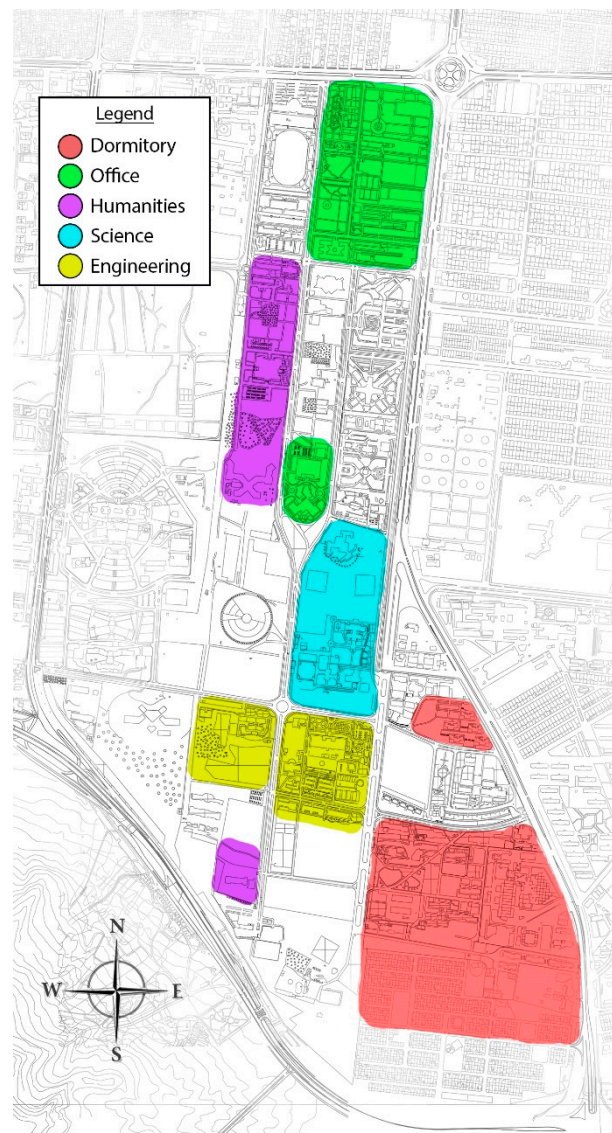 Legend
Dormitory
Office
Humanities
Science
Engineering
N
W E
S